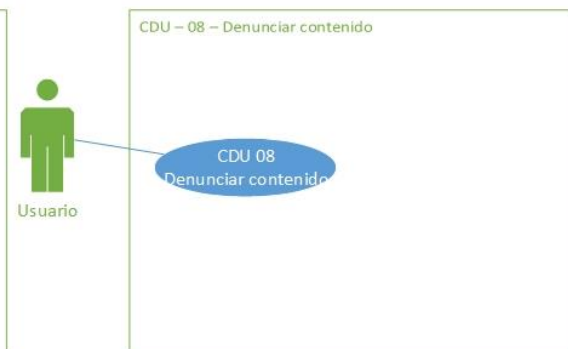 CDU – 08 – Denunciar contenido
CDU 08
Denunciar contenido
Usuario